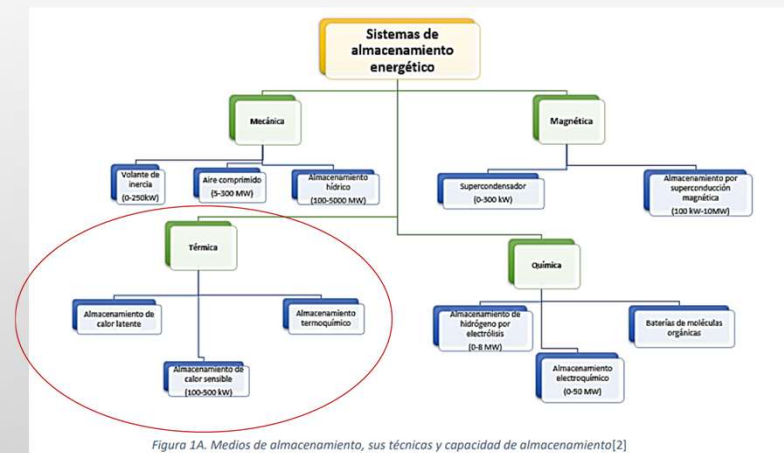 Sistemas de
almacenamiento
energético
Mecánica
Magnética
Volante de
inercia
(0-250kW)
Aire comprimido
(5-300 MW)
Almacenamiento
hídrico
(100-5000 MW)
Supercondensador
(0-300 kW)
Almacenamiento por
superconducción
magnética
(100 kW-10MW)
Térmica
Química
Almacenamiento de
calor latente
Almacenamiento
termoquímico
Almacenamiento de
calor sensible
(100-500 kW)
Almacenamiento de
hidrógeno por
electrólisis
(0-8 MW)
Baterías de moléculas
orgánicas
Almacenamiento
electroquímico
(0-50 MW)
Figura 1A. Medios de almacenamiento, sus técnicas y capacidad de almacenamiento[2]